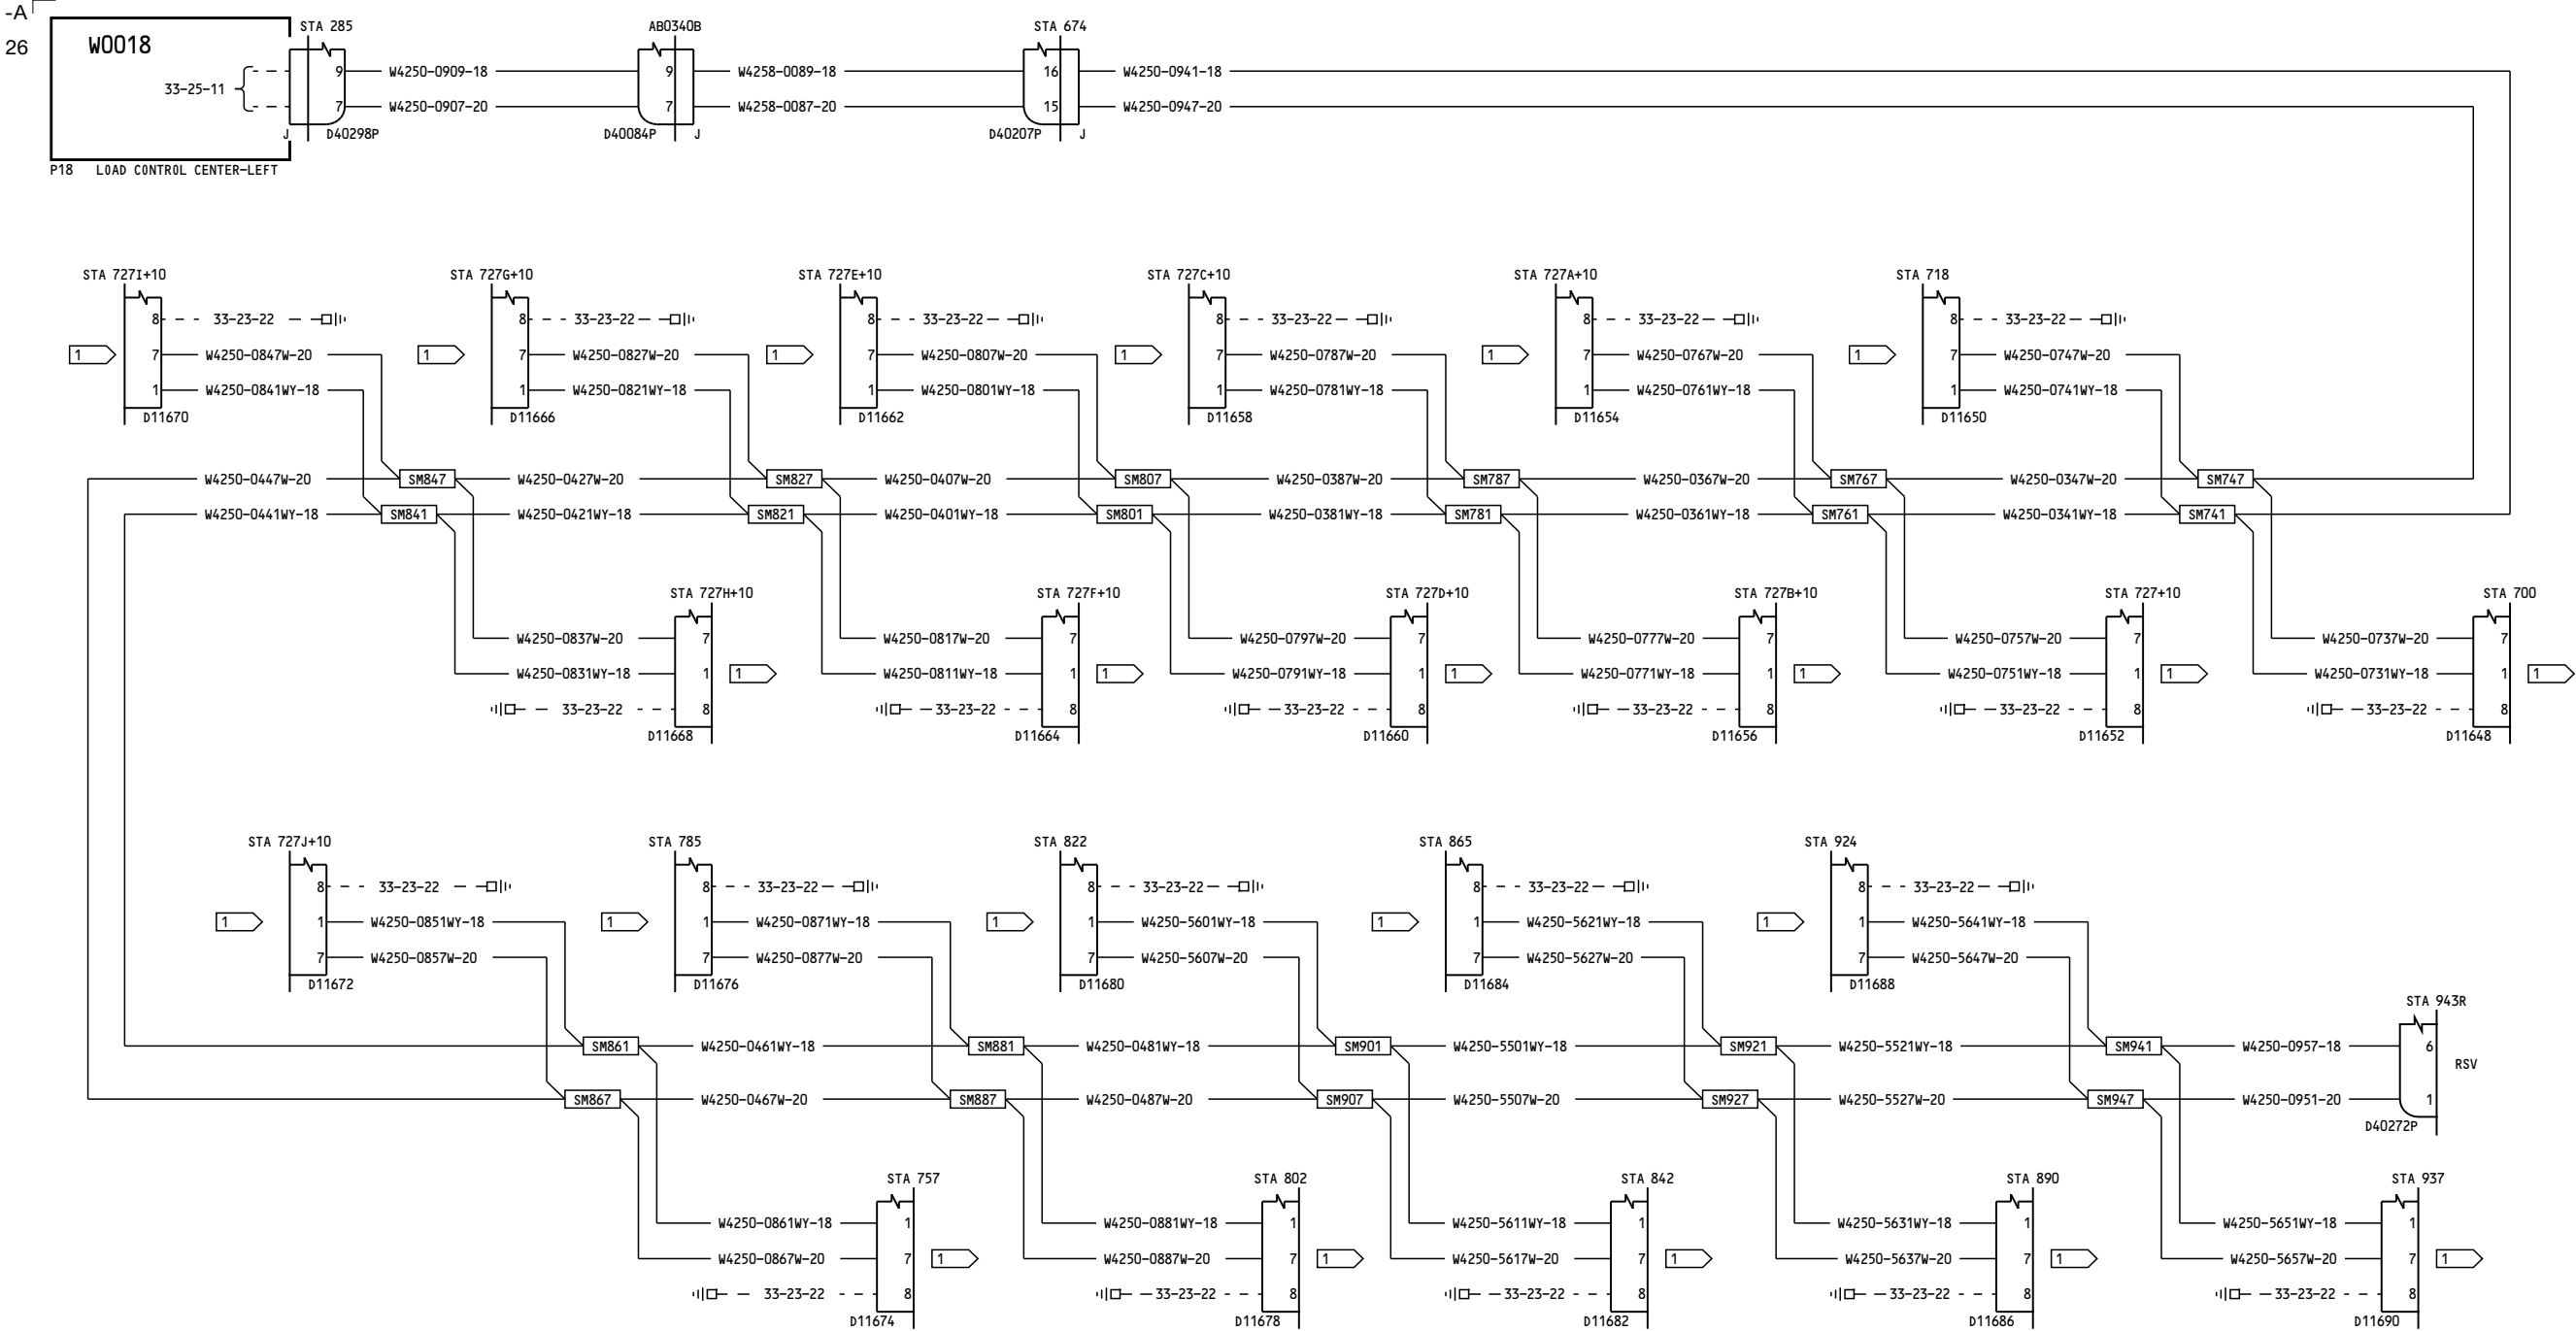 -A
26
W0018
33-25-11
P18 LOAD CONTROL CENTER-LEFT
STA 285
9
7
J D40298P
W4250-0909-18
W4250-0907-20
AB0340B
9
7
D40084P J
W4258-0089-18
W4258-0087-20
STA 674
16
15
D40207P J
W4250-0941-18
W4250-0947-20
STA 727I+10
8 33-23-22
1 7 W4250-0847W-20
1 W4250-0841WY-18
D11670
STA 727G+10
8 33-23-22
1 7 W4250-0827W-20
1 W4250-0821WY-18
D11666
STA 727E+10
8 33-23-22
1 7 W4250-0807W-20
1 W4250-0801WY-18
D11662
STA 727C+10
8 33-23-22
1 7 W4250-0787W-20
1 W4250-0781WY-18
D11658
STA 727A+10
8 33-23-22
1 7 W4250-0767W-20
1 W4250-0761WY-18
D11654
STA 718
8 33-23-22
1 7 W4250-0747W-20
1 W4250-0741WY-18
D11650
W4250-0447W-20 SM847 W4250-0427W-20 SM827 W4250-0407W-20 SM807 W4250-0387W-20 SM787 W4250-0367W-20 SM767 W4250-0347W-20 SM747
W4250-0441WY-18 SM841 W4250-0421WY-18 SM821 W4250-0401WY-18 SM801 W4250-0381WY-18 SM781 W4250-0361WY-18 SM761 W4250-0341WY-18 SM741
STA 727H+10
W4250-0837W-20 7
W4250-0831WY-18 1 1
33-23-22 8
D11668
STA 727F+10
W4250-0817W-20 7
W4250-0811WY-18 1 1
33-23-22 8
D11664
STA 727D+10
W4250-0797W-20 7
W4250-0791WY-18 1 1
33-23-22 8
D11660
STA 727B+10
W4250-0777W-20 7
W4250-0771WY-18 1 1
33-23-22 8
D11656
STA 727+10
W4250-0757W-20 7
W4250-0751WY-18 1 1
33-23-22 8
D11652
STA 700
W4250-0737W-20 7
W4250-0731WY-18 1 1
33-23-22 8
D11648
STA 727J+10
8 33-23-22
1 1 W4250-0851WY-18
7 W4250-0857W-20
D11672
STA 785
8 33-23-22
1 1 W4250-0871WY-18
7 W4250-0877W-20
D11676
STA 822
8 33-23-22
1 1 W4250-5601WY-18
7 W4250-5607W-20
D11680
STA 865
8 33-23-22
1 1 W4250-5621WY-18
7 W4250-5627W-20
D11684
STA 924
8 33-23-22
1 1 W4250-5641WY-18
7 W4250-5647W-20
D11688
STA 943R
SM861 W4250-0461WY-18 SM881 W4250-0481WY-18 SM901 W4250-5501WY-18 SM921 W4250-5521WY-18 SM941 W4250-0957-18 6
RSV
SM867 W4250-0467W-20 SM887 W4250-0487W-20 SM907 W4250-5507W-20 SM927 W4250-5527W-20 SM947 W4250-0951-20 1
D40272P
STA 757
W4250-0861WY-18 1
W4250-0867W-20 7 1
33-23-22 8
D11674
STA 802
W4250-0881WY-18 1
W4250-0887W-20 7 1
33-23-22 8
D11678
STA 842
W4250-5611WY-18 1
W4250-5617W-20 7 1
33-23-22 8
D11682
STA 890
W4250-5631WY-18 1
W4250-5637W-20 7 1
33-23-22 8
D11686
STA 937
W4250-5651WY-18 1
W4250-5657W-20 7 1
33-23-22 8
D11690